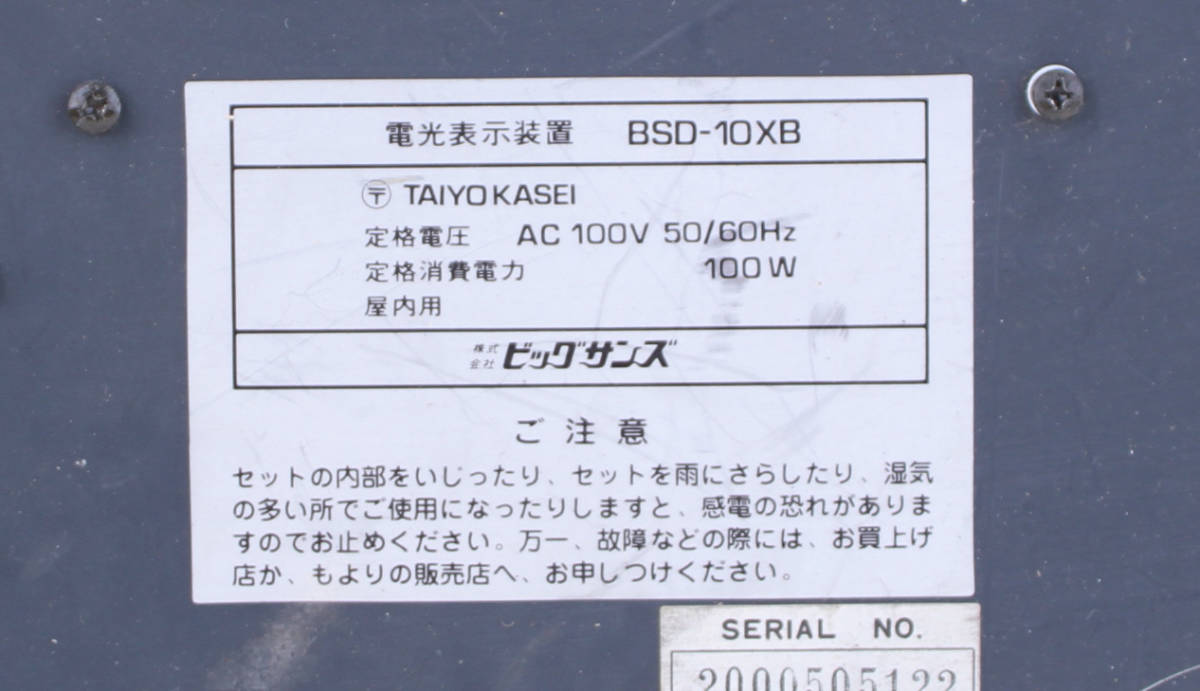 電光表示装置 BSD-10XB
〶 TAIYO KASEI
定格電圧 AC 100V 50/60Hz
定格消費電力 100W
屋内用
株式会社 ビッグサンズ
ご注意
セットの内部をいじったり、セットを雨にさらしたり、湿気
の多い所でご使用になったりしますと、感電の恐れがありま
すのでお止めください。万一、故障などの際には、お買上げ
店か、もよりの販売店へ、お申しつけください。
SERIAL NO.
2000505122